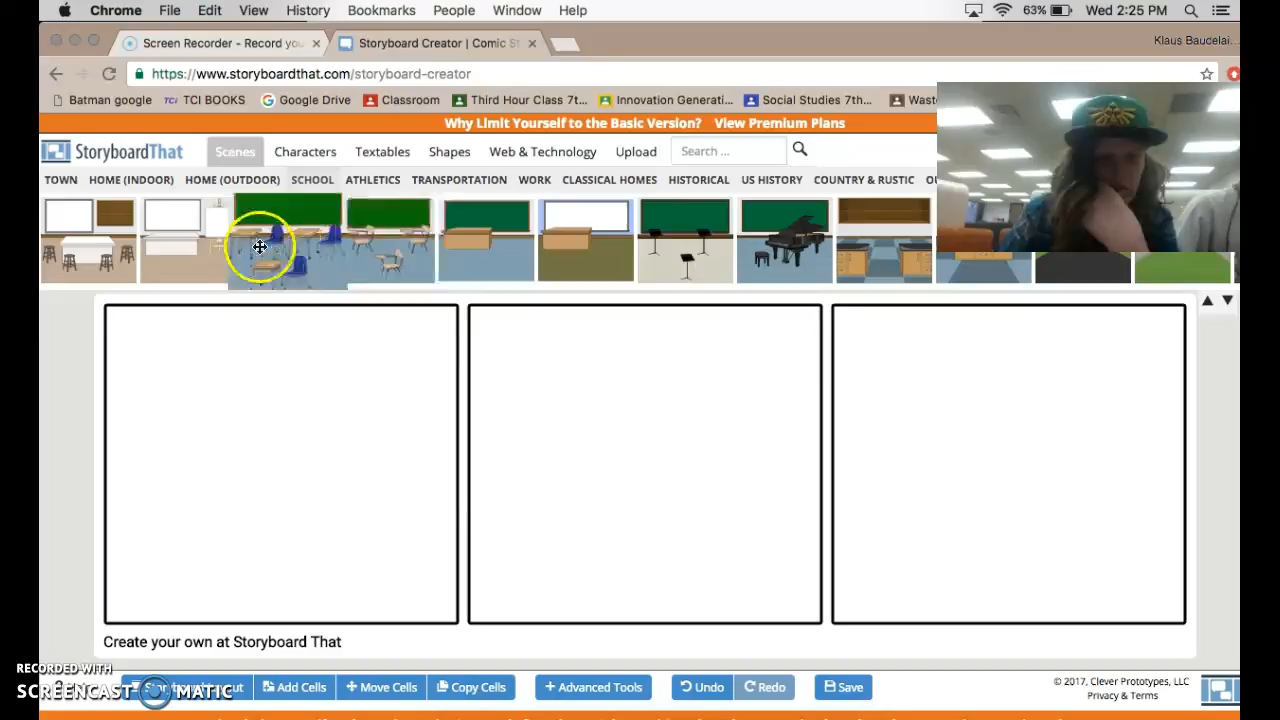 Chrome File Edit View History Bookmarks People Window Help 63% Wed 2:25 PM
Screen Recorder - Record you Storyboard Creator | Comic St Klaus Baudelai...
https://www.storyboardthat.com/storyboard-creator
Batman google TCI BOOKS Google Drive Classroom Third Hour Class 7t... Innovation Generati... Social Studies 7th... Wast
Why Limit Yourself to the Basic Version? View Premium Plans
StoryboardThat Scenes Characters Textables Shapes Web & Technology Upload Search ...
TOWN HOME (INDOOR) HOME (OUTDOOR) SCHOOL ATHLETICS TRANSPORTATION WORK CLASSICAL HOMES HISTORICAL US HISTORY COUNTRY & RUSTIC OU
Create your own at Storyboard That
RECORDED WITH
SCREENCAST MATIC
Add Cells Move Cells Copy Cells + Advanced Tools Undo Redo Save
© 2017, Clever Prototypes, LLC
Privacy & Terms